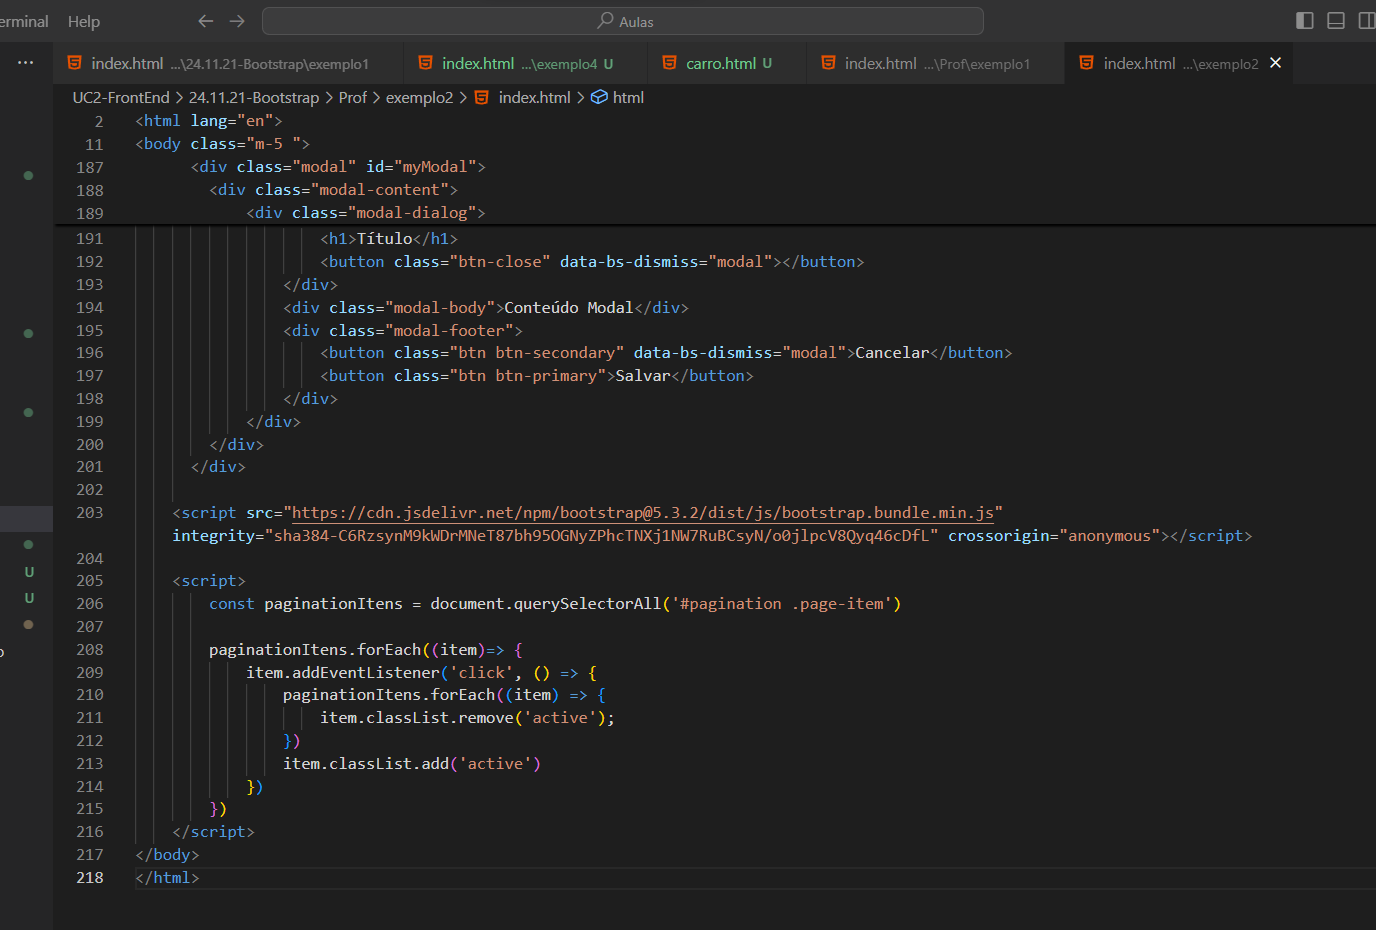 erminal Help Aulas
index.html ...\24.11.21-Bootstrap\exemplo1 index.html ...\exemplo4 U carro.html U index.html ...\Prof\exemplo1 index.html ...\exemplo2
UC2-FrontEnd > 24.11.21-Bootstrap > Prof > exemplo2 > index.html > html
2 <html lang="en">
11 <body class="m-5 ">
187 <div class="modal" id="myModal">
188 <div class="modal-content">
189 <div class="modal-dialog">
191 <h1>Título</h1>
192 <button class="btn-close" data-bs-dismiss="modal"></button>
193 </div>
194 <div class="modal-body">Conteúdo Modal</div>
195 <div class="modal-footer">
196 <button class="btn btn-secondary" data-bs-dismiss="modal">Cancelar</button>
197 <button class="btn btn-primary">Salvar</button>
198 </div>
199 </div>
200 </div>
201 </div>
202
203 <script src="https://cdn.jsdelivr.net/npm/bootstrap@5.3.2/dist/js/bootstrap.bundle.min.js"
integrity="sha384-C6RzsynM9kWDrMNeT87bh95OGNyZPhcTNXj1NW7RuBCsyN/o0jlpcV8Qyq46cDfL" crossorigin="anonymous"></script>
204
205 <script>
206 const paginationItens = document.querySelectorAll('#pagination .page-item')
207
208 paginationItens.forEach((item)=> {
209 item.addEventListener('click', () => {
210 paginationItens.forEach((item) => {
211 item.classList.remove('active');
212 })
213 item.classList.add('active')
214 })
215 })
216 </script>
217 </body>
218 </html>
U
U